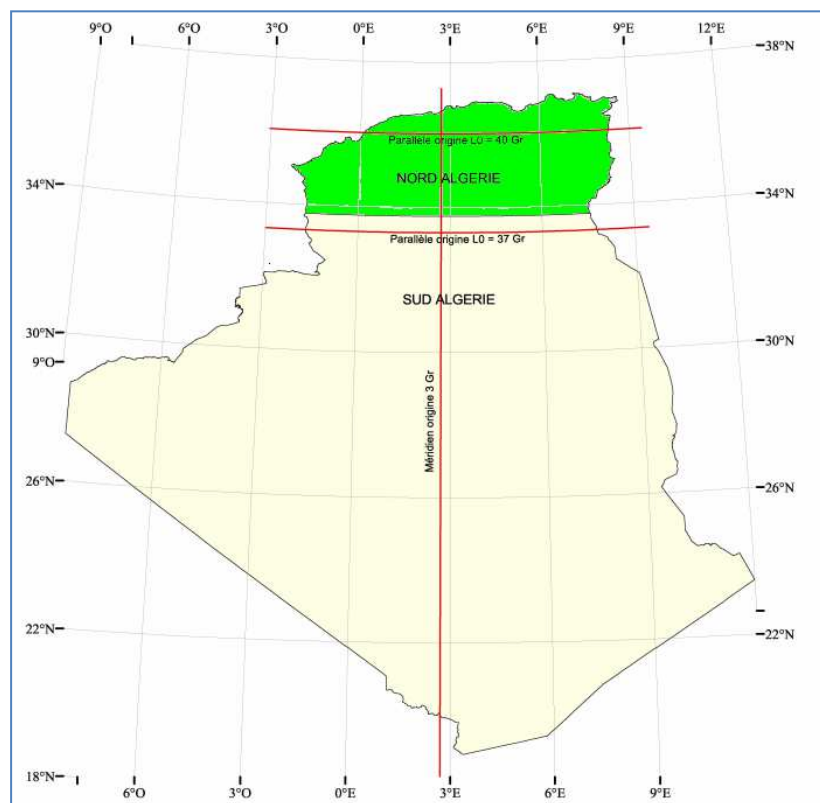 9°O 6°O 3°O 0°E 3°E 6°E 9°E 12°E
38°N
Parallèle origine L0 = 40 Gr
NORD ALGERIE
34°N 34°N
Parallèle origine L0 = 37 Gr
SUD ALGERIE
30°N 30°N
9°O
Méridien origine 3 Gr
26°N 26°N
22°N 22°N
18°N
6°O 3°O 0°E 3°E 6°E 9°E